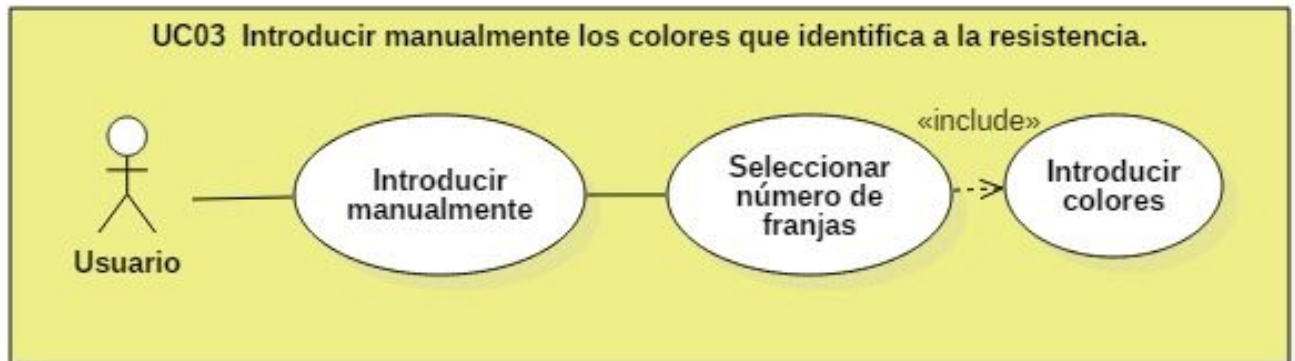 UC03 Introducir manualmente los colores que identifica a la resistencia.
«include»
Introducir
manualmente
Seleccionar
número de
franjas
Introducir
colores
Usuario